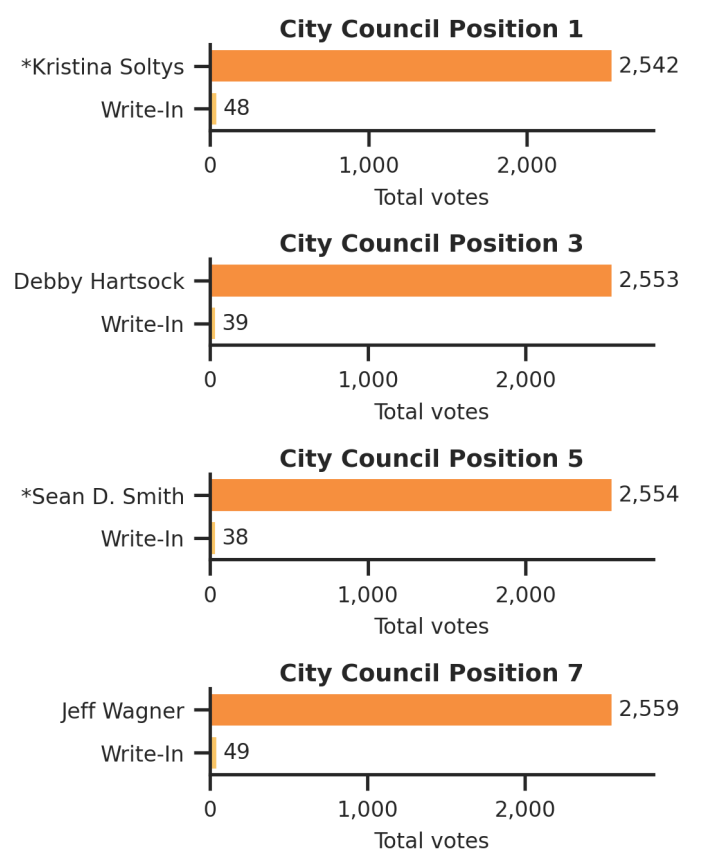 City Council Position 1
*Kristina Soltys 2,542
Write-In 48
0 1,000 2,000
Total votes
City Council Position 3
Debby Hartsock 2,553
Write-In 39
0 1,000 2,000
Total votes
City Council Position 5
*Sean D. Smith 2,554
Write-In 38
0 1,000 2,000
Total votes
City Council Position 7
Jeff Wagner 2,559
Write-In 49
0 1,000 2,000
Total votes